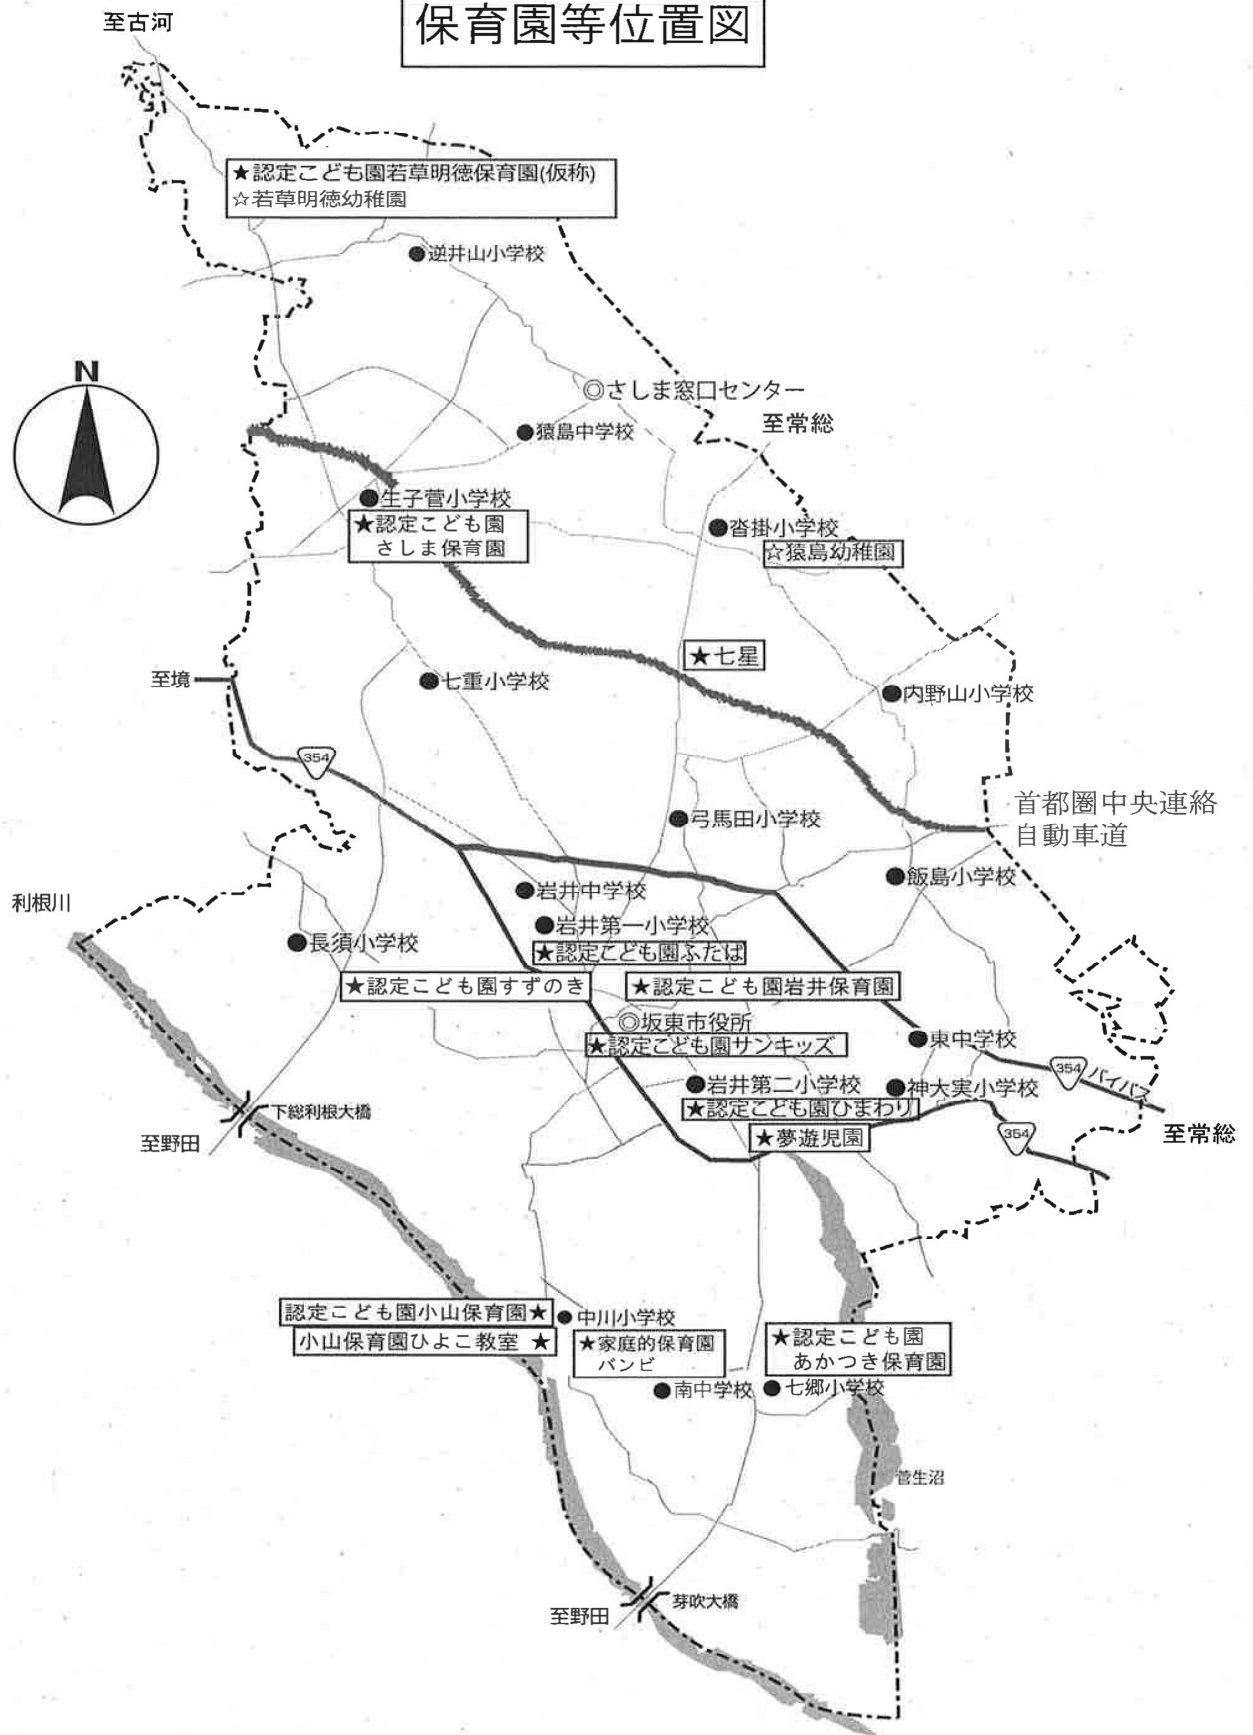 保育園等位置図
至古河
★認定こども園若草明徳保育園(仮称)
☆若草明徳幼稚園
●逆井山小学校
N
◎さしま窓口センター
至常総
●猿島中学校
●生子菅小学校
★認定こども園
さしま保育園
●沓掛小学校
☆猿島幼稚園
★七星
至境
●七重小学校
●内野山小学校
354
首都圏中央連絡
自動車道
●弓馬田小学校
●飯島小学校
●岩井中学校
利根川
●岩井第一小学校
●長須小学校
★認定こども園ふたば
★認定こども園すずのき
★認定こども園岩井保育園
◎坂東市役所
●東中学校
★認定こども園サンキッズ
354
バイパス
●岩井第二小学校
●神大実小学校
★認定こども園ひまわり
下総利根大橋
★夢遊児園
354
至常総
至野田
認定こども園小山保育園★
●中川小学校
小山保育園ひよこ教室 ★
★家庭的保育園
バンビ
★認定こども園
あかつき保育園
●南中学校
●七郷小学校
菅生沼
芽吹大橋
至野田